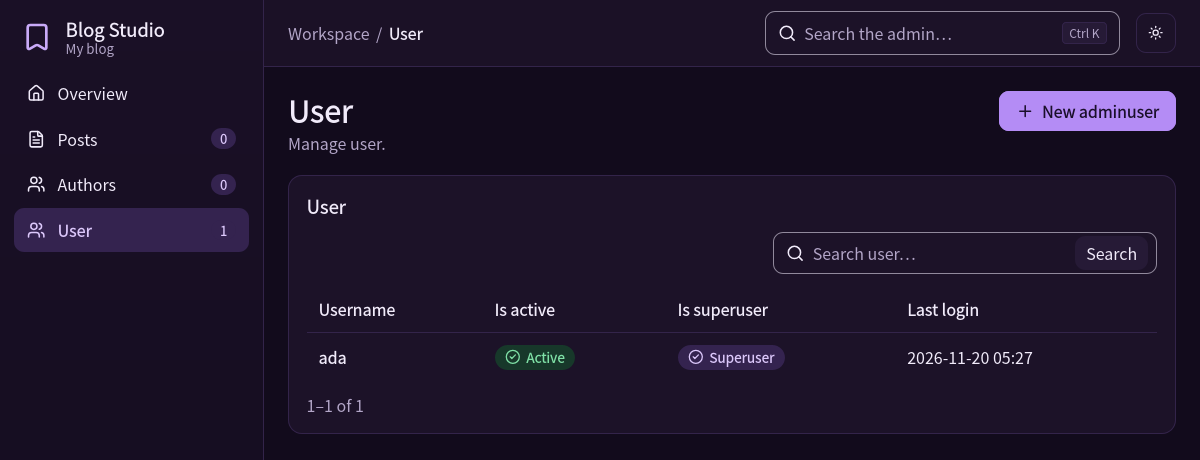 Blog Studio
My blog
Overview
Posts 0
Authors 0
User 1
Workspace / User
Search the admin… Ctrl K
User
Manage user.
New adminuser
User
Search user… Search
Username Is active Is superuser Last login
ada Active Superuser 2026-11-20 05:27
1–1 of 1